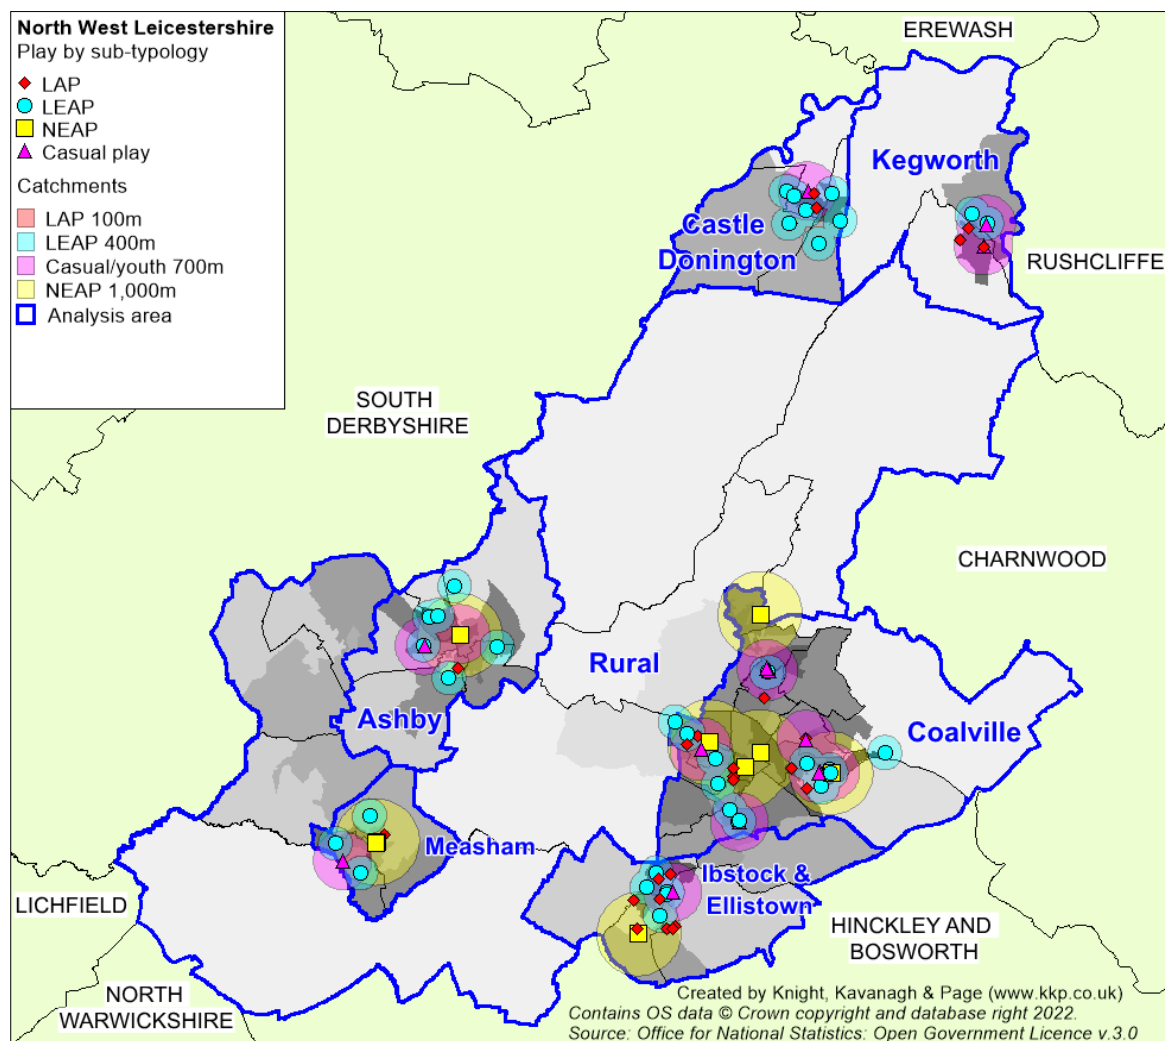 North West Leicestershire
Play by sub-typology
LAP
LEAP
NEAP
Casual play
Catchments
LAP 100m
LEAP 400m
Casual/youth 700m
NEAP 1,000m
Analysis area
EREWASH
Kegworth
Castle
Donington
RUSHCLIFFE
SOUTH
DERBYSHIRE
CHARNWOOD
Rural
Ashby
Coalville
Measham
Ibstock &
Ellistown
LICHFIELD
HINCKLEY AND
BOSWORTH
NORTH
WARWICKSHIRE
Created by Knight, Kavanagh & Page (www.kkp.co.uk)
Contains OS data © Crown copyright and database right 2022.
Source: Office for National Statistics: Open Government Licence v.3.0